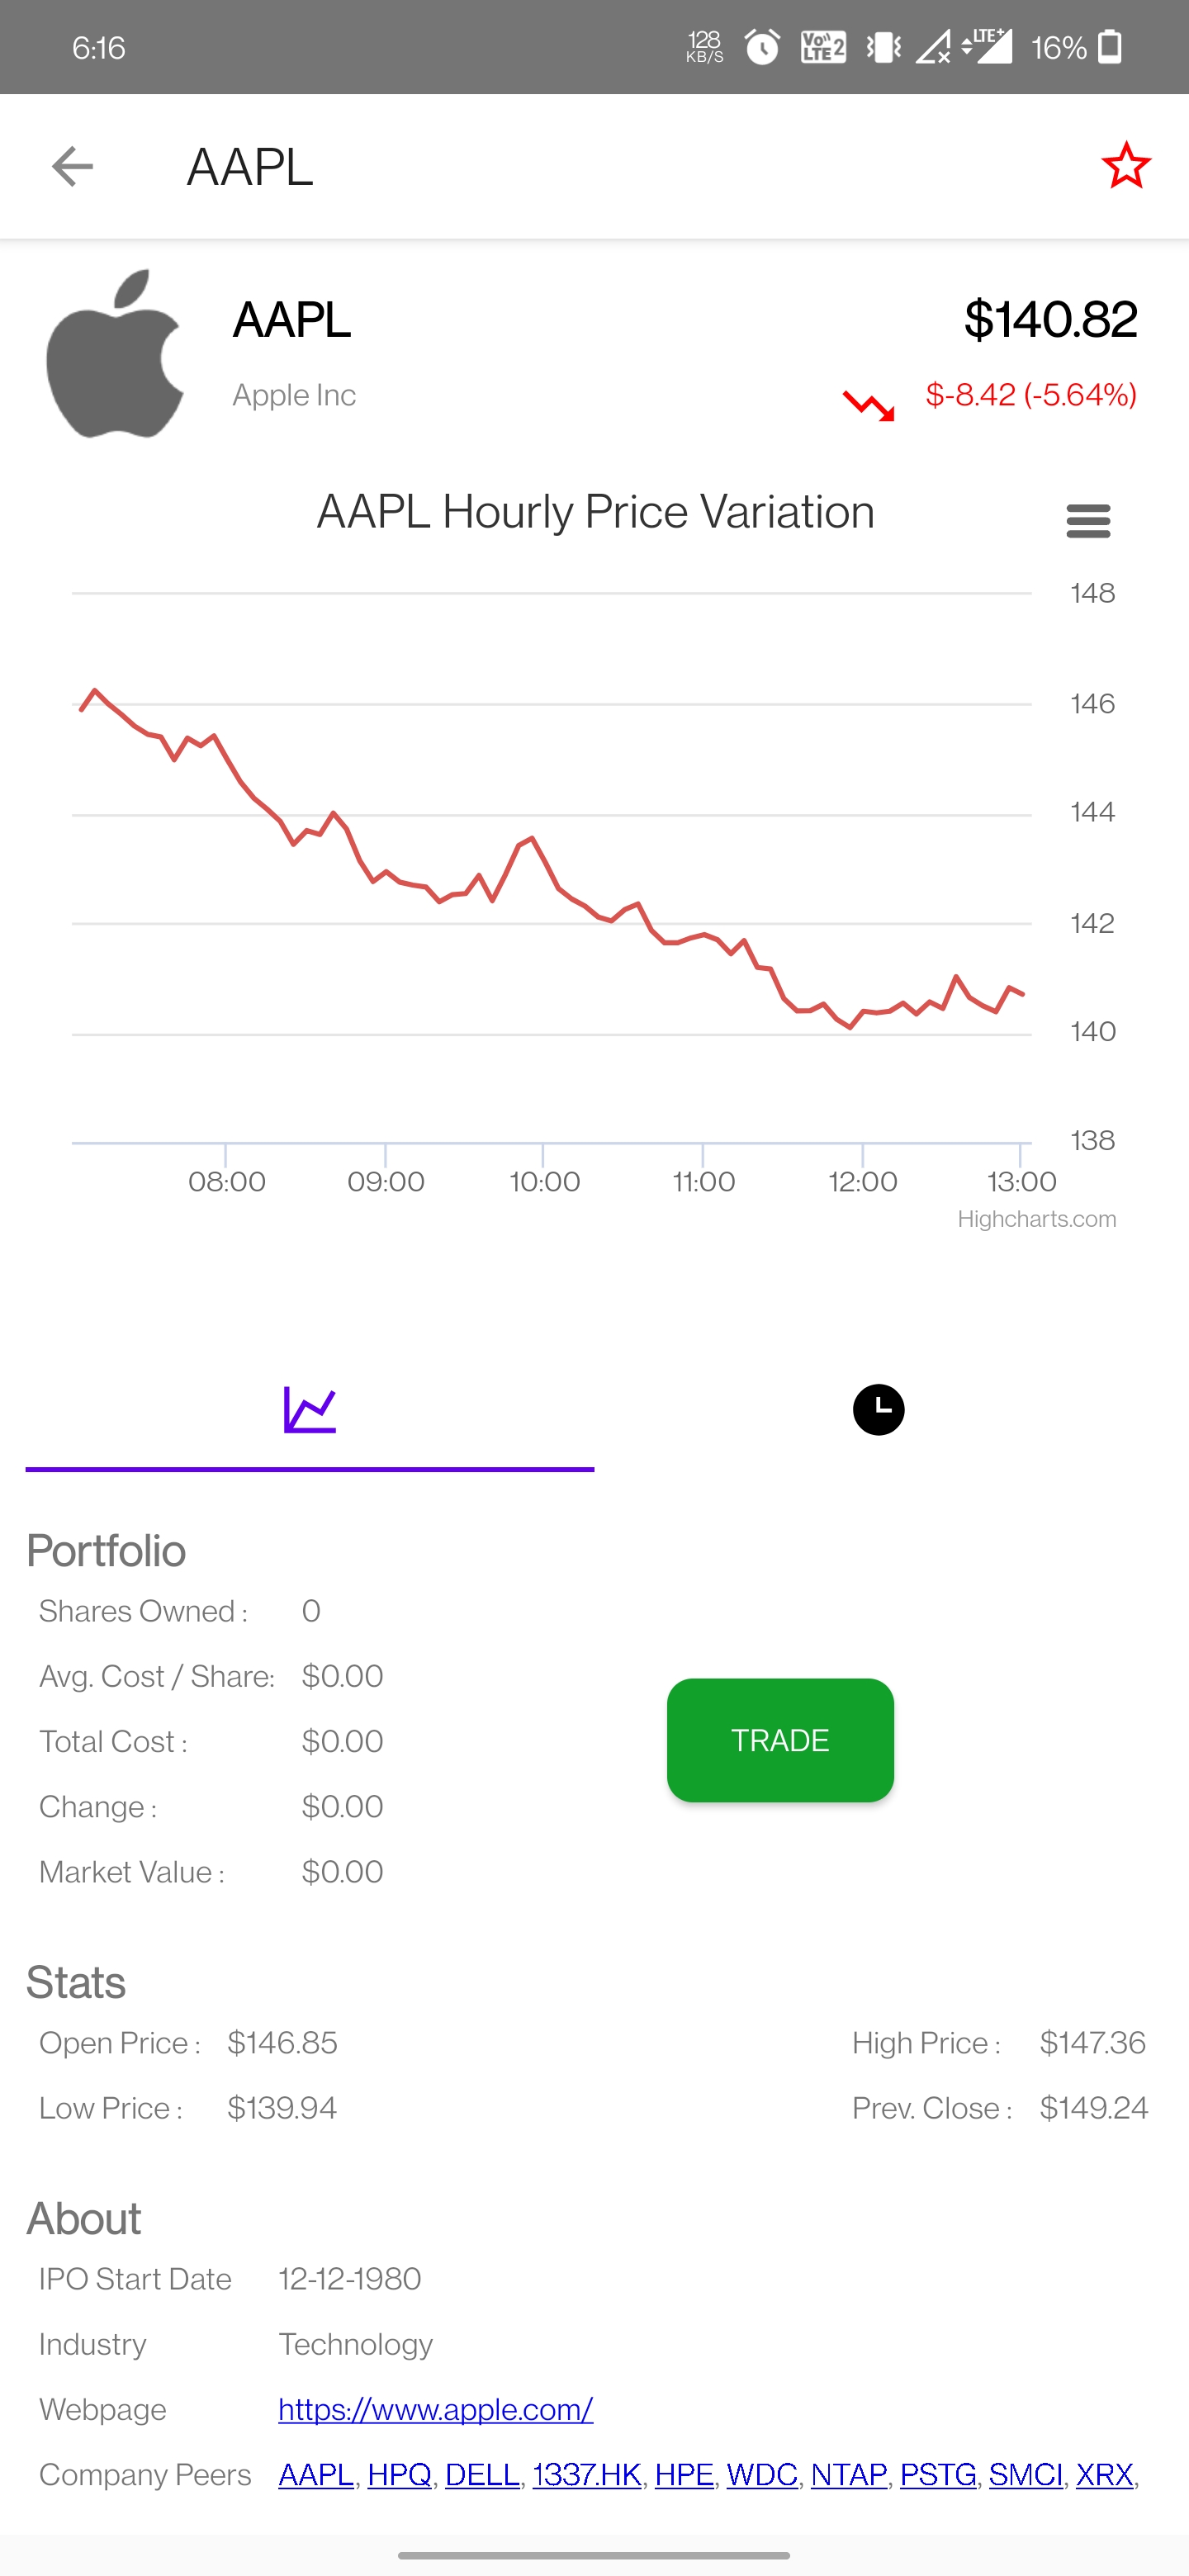 6:16 128 KB/S VoLTE 2 LTE+ 16%
AAPL
AAPL $140.82
Apple Inc $-8.42 (-5.64%)
AAPL Hourly Price Variation
148
146
144
142
140
138
08:00 09:00 10:00 11:00 12:00 13:00
Highcharts.com
Portfolio
Shares Owned : 0
Avg. Cost / Share: $0.00
Total Cost : $0.00
TRADE
Change : $0.00
Market Value : $0.00
Stats
Open Price : $146.85 High Price : $147.36
Low Price : $139.94 Prev. Close : $149.24
About
IPO Start Date 12-12-1980
Industry Technology
Webpage https://www.apple.com/
Company Peers AAPL, HPQ, DELL, 1337.HK, HPE, WDC, NTAP, PSTG, SMCI, XRX,